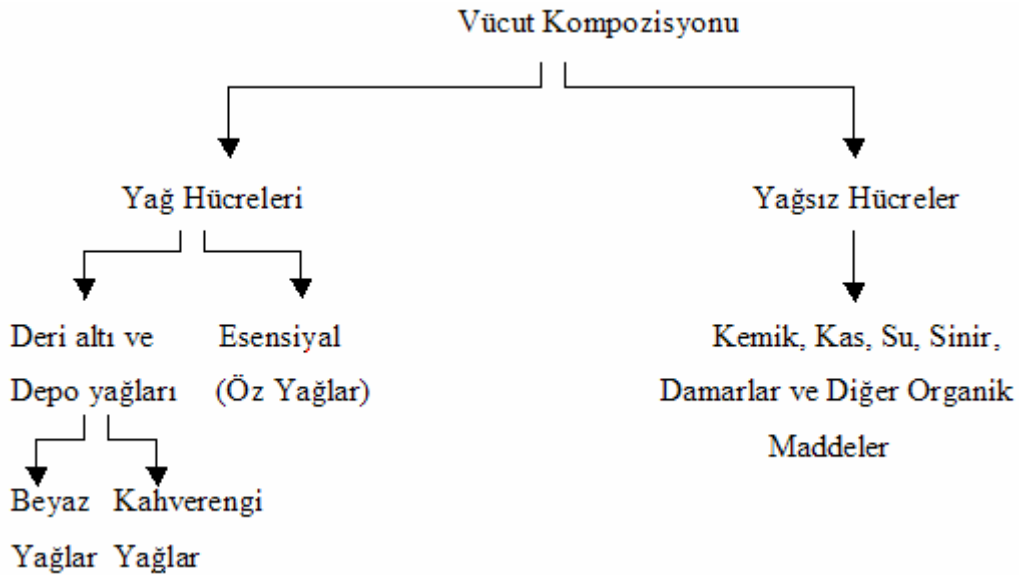 Vücut Kompozisyonu
Yağ Hücreleri
Yağsız Hücreler
Deri altı ve
Depo yağları
Esensiyal
(Öz Yağlar)
Kemik, Kas, Su, Sinir,
Damarlar ve Diğer Organik
Maddeler
Beyaz
Yağlar
Kahverengi
Yağlar